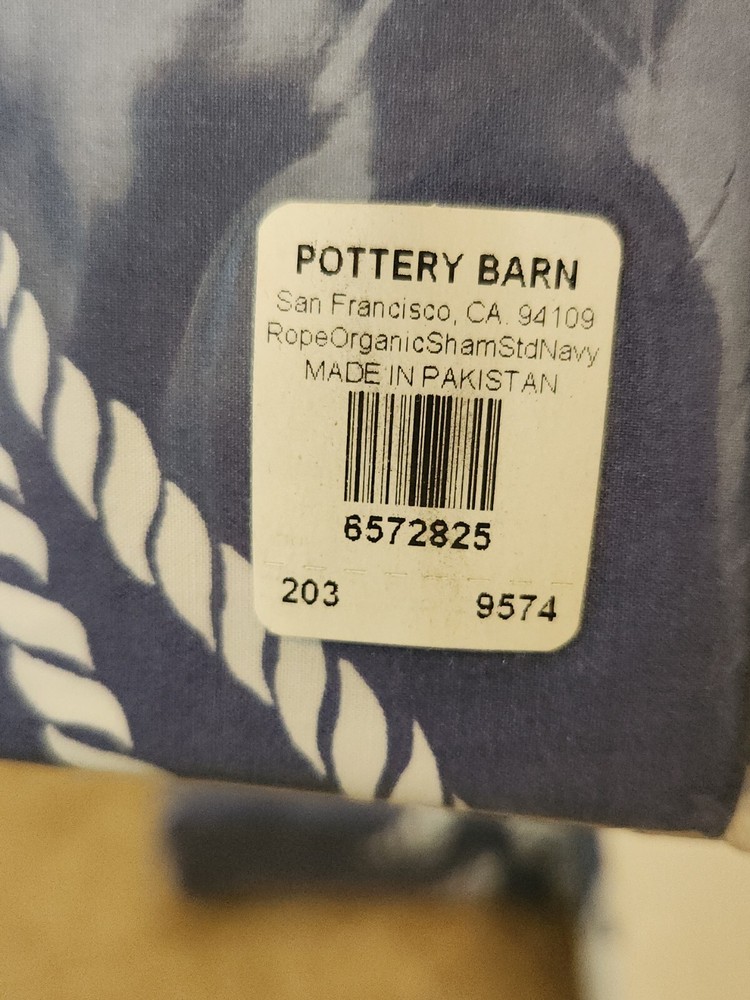 POTTERY BARN
San Francisco, CA. 94109
RopeOrganicShamStdNavy
MADE IN PAKISTAN
6572825
203 9574